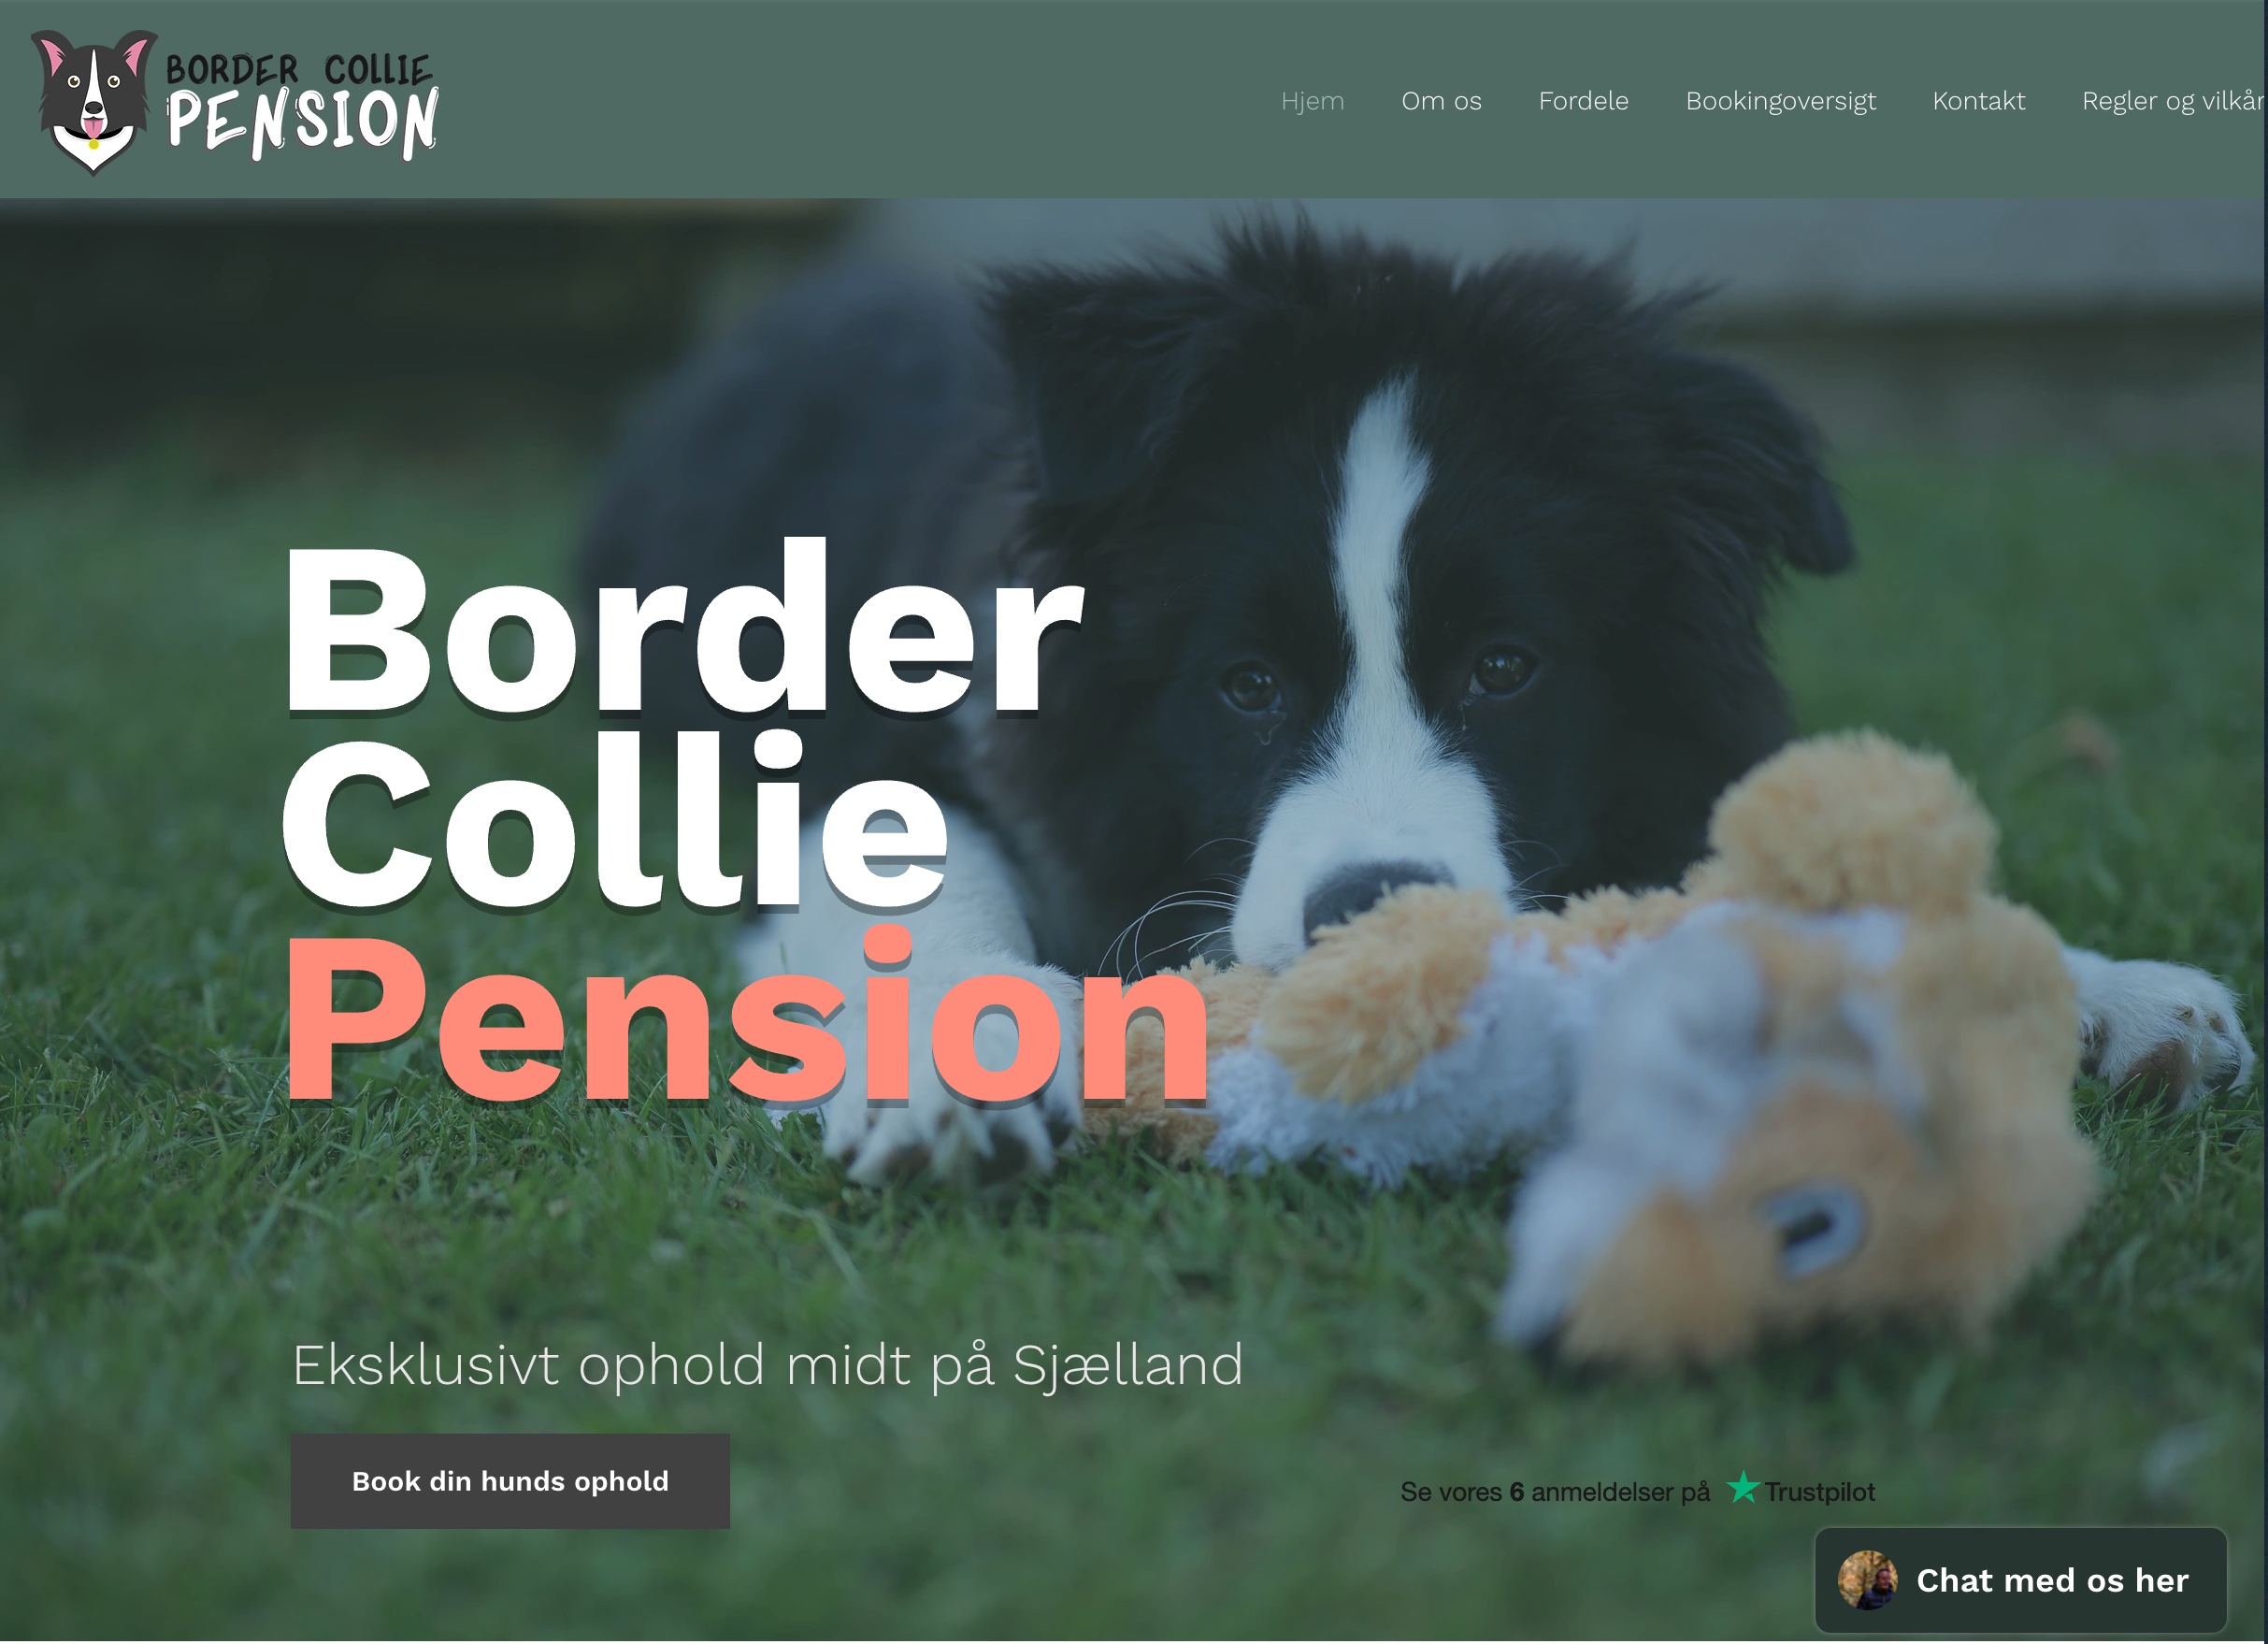 BORDER COLLIE
PENSION
Hjem Om os Fordele Bookingoversigt Kontakt Regler og vilkår
Border
Collie
Pension
Eksklusivt ophold midt på Sjælland
Book din hunds ophold
Se vores 6 anmeldelser på Trustpilot
Chat med os her